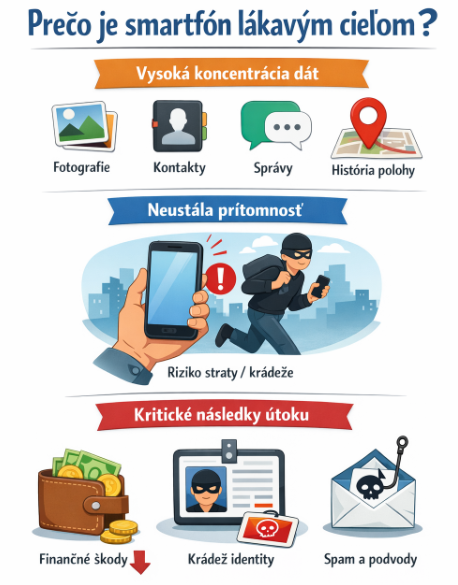 Prečo je smartfón lákavým cieľom?
Vysoká koncentrácia dát
Fotografie
Kontakty
Správy
História polohy
Neustála prítomnosť
Riziko straty / krádeže
Kritické následky útoku
Finančné škody
Krádež identity
Spam a podvody